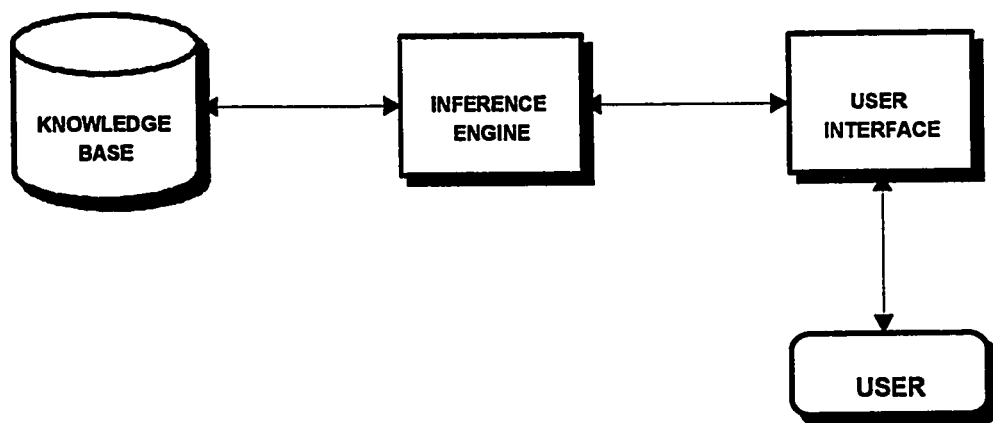 KNOWLEDGE
BASE
INFERENCE
ENGINE
USER
INTERFACE
USER